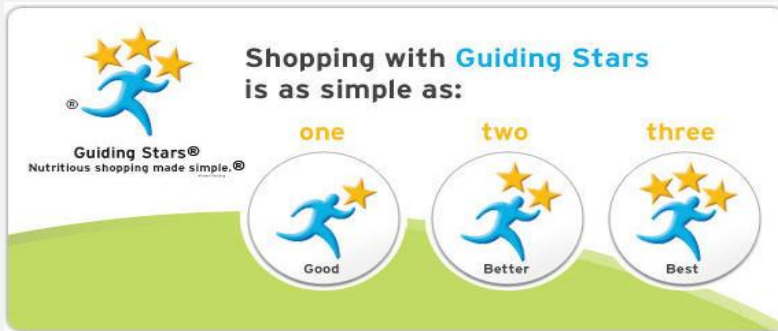 Shopping with Guiding Stars
is as simple as:
®
Guiding Stars®
Nutritious shopping made simple.®
one
two
three
Good
Better
Best